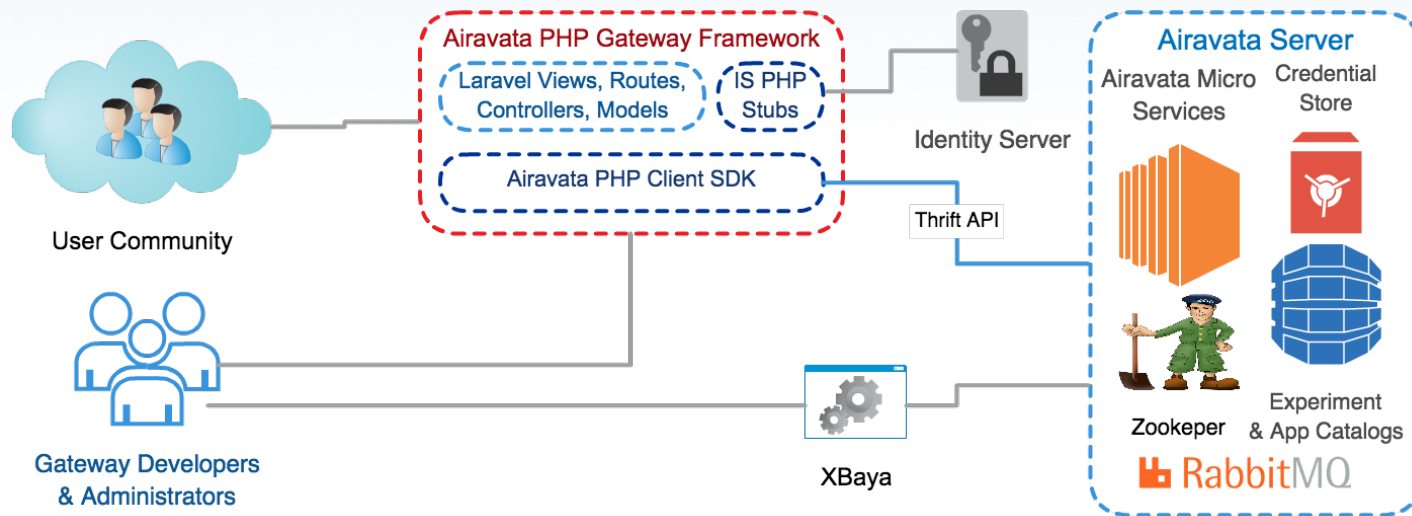 Airavata PHP Gateway Framework
Laravel Views, Routes,
Controllers, Models
IS PHP
Stubs
Airavata PHP Client SDK
User Community
Identity Server
Thrift API
Airavata Server
Airavata Micro
Services
Credential
Store
Zookeper
Experiment
& App Catalogs
RabbitMQ
Gateway Developers
& Administrators
XBaya